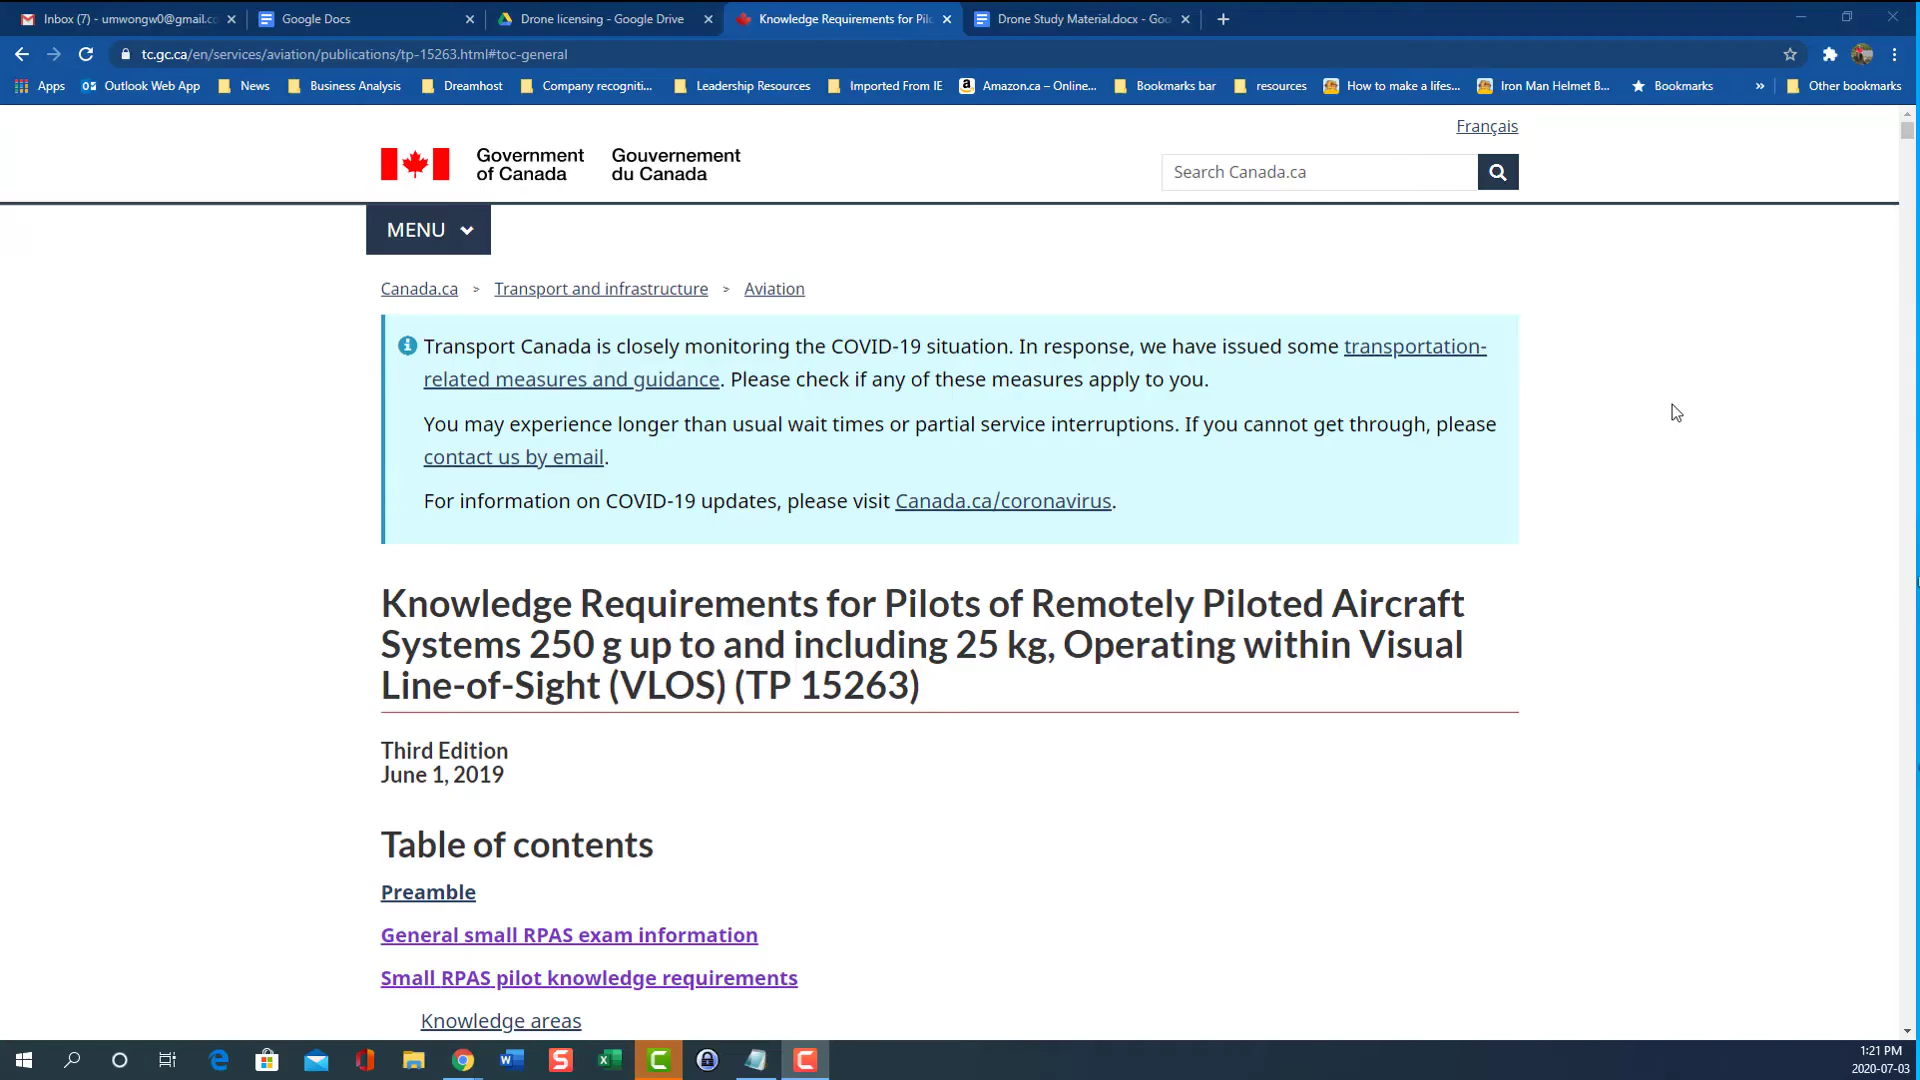 Inbox (7) - umwongw0@gmail.co
Google Docs
Drone licensing - Google Drive
Knowledge Requirements for Pil
Drone Study Material.docx - Goo
tc.gc.ca/en/services/aviation/publications/tp-15263.html#toc-general
Apps
Outlook Web App
News
Business Analysis
Dreamhost
Company recogniti...
Leadership Resources
Imported From IE
Amazon.ca – Online...
Bookmarks bar
resources
How to make a lifes...
Iron Man Helmet B...
Bookmarks
»
Other bookmarks
Français
Government of Canada
Gouvernement du Canada
Search Canada.ca
MENU
Canada.ca > Transport and infrastructure > Aviation
Transport Canada is closely monitoring the COVID-19 situation. In response, we have issued some transportation-
related measures and guidance. Please check if any of these measures apply to you.
You may experience longer than usual wait times or partial service interruptions. If you cannot get through, please
contact us by email.
For information on COVID-19 updates, please visit Canada.ca/coronavirus.
Knowledge Requirements for Pilots of Remotely Piloted Aircraft
Systems 250 g up to and including 25 kg, Operating within Visual
Line-of-Sight (VLOS) (TP 15263)
Third Edition
June 1, 2019
Table of contents
Preamble
General small RPAS exam information
Small RPAS pilot knowledge requirements
Knowledge areas
1:21 PM
2020-07-03